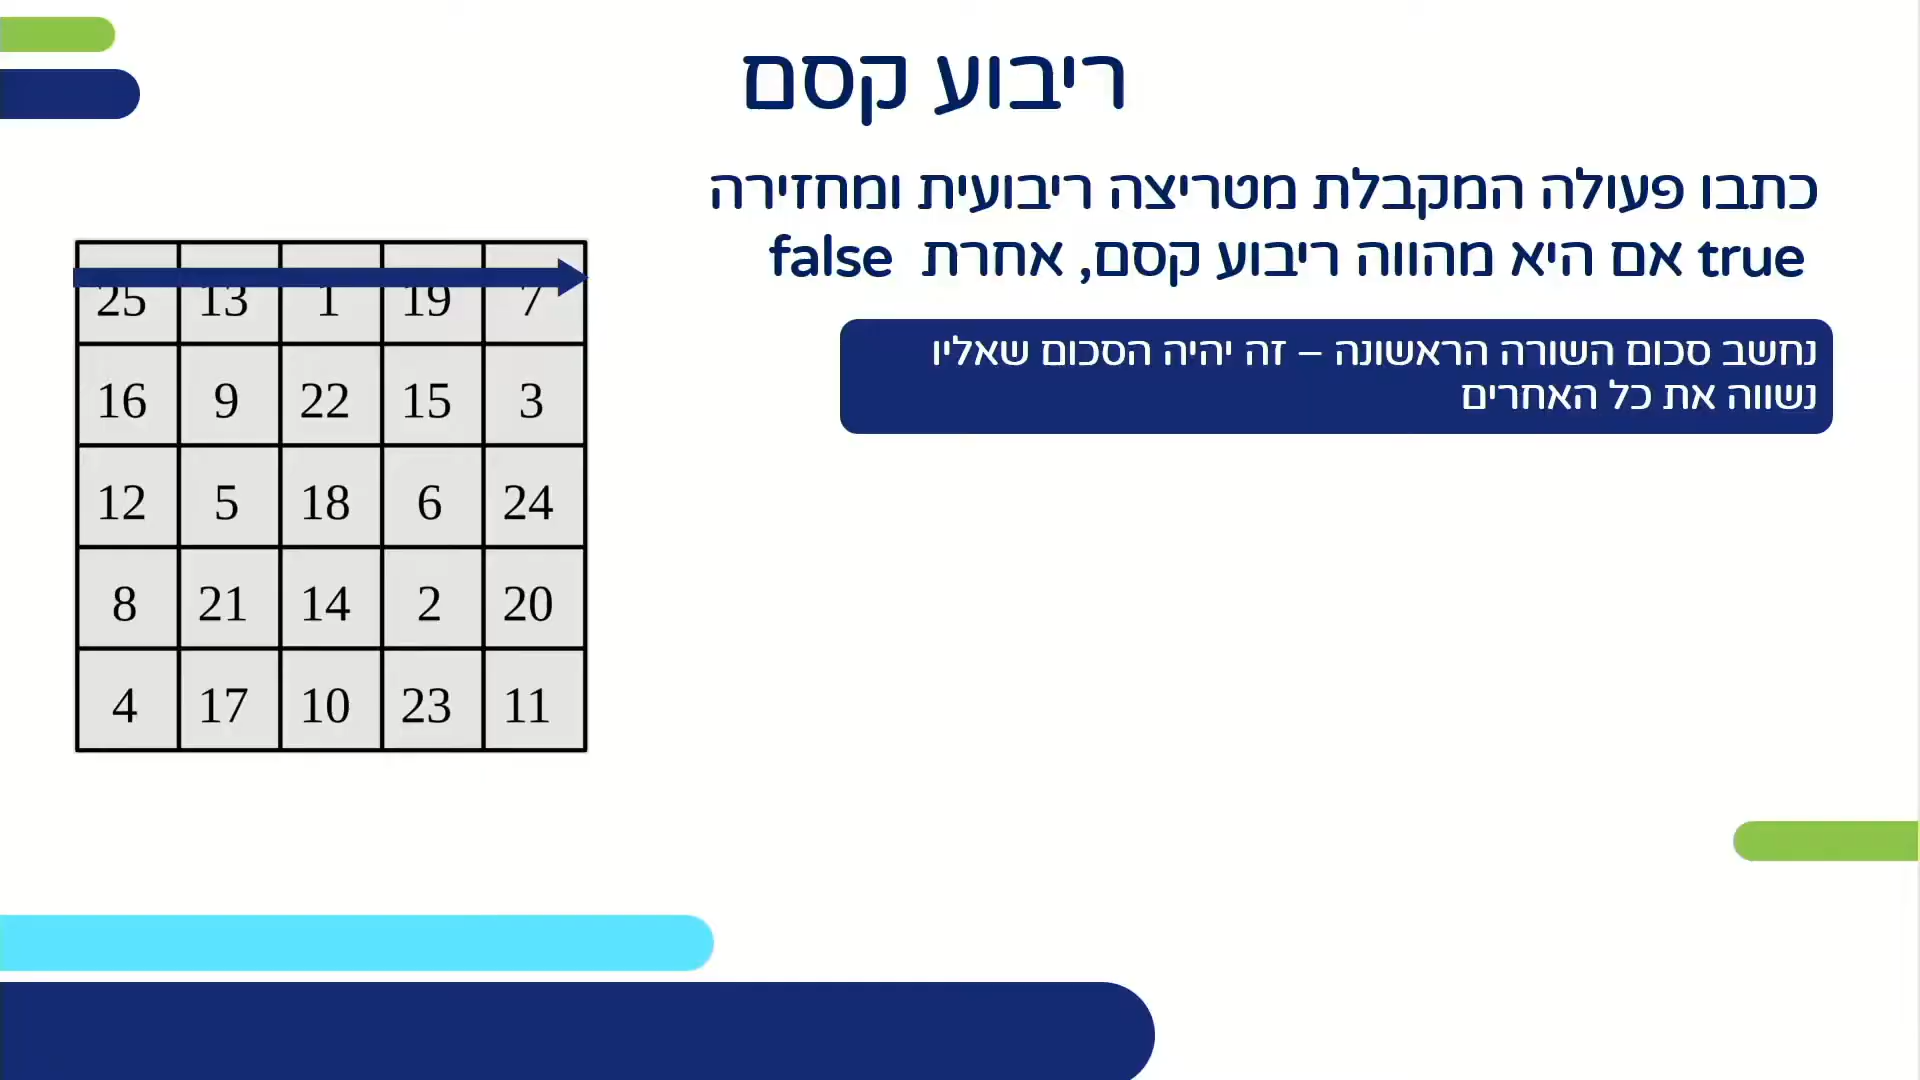 ריבוע קסם
כתבו פעולה המקבלת מטריצה ריבועית ומחזירה
true אם היא מהווה ריבוע קסם, אחרת false
נחשב סכום השורה הראשונה – זה יהיה הסכום שאליו
נשווה את כל האחרים
25 13 1 19 7
16 9 22 15 3
12 5 18 6 24
8 21 14 2 20
4 17 10 23 11